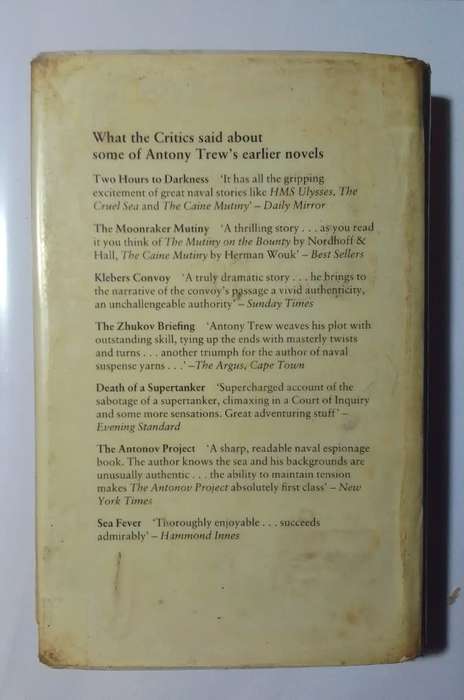 What the Critics said about
some of Antony Trew's earlier novels
Two Hours to Darkness 'It has all the gripping
excitement of great naval stories like HMS Ulysses, The
Cruel Sea and The Caine Mutiny' – Daily Mirror
The Moonraker Mutiny 'A thrilling story . . . as you read
it you think of The Mutiny on the Bounty by Nordhoff &
Hall, The Caine Mutiny by Herman Wouk' – Best Sellers
Klebers Convoy 'A truly dramatic story . . . he brings to
the narrative of the convoy's passage a vivid authenticity,
an unchallengeable authority' – Sunday Times
The Zhukov Briefing 'Antony Trew weaves his plot with
outstanding skill, tying up the ends with masterly twists
and turns . . . another triumph for the author of naval
suspense yarns . . .' – The Argus, Cape Town
Death of a Supertanker 'Supercharged account of the
sabotage of a supertanker, climaxing in a Court of Inquiry
and some more sensations. Great adventuring stuff' –
Evening Standard
The Antonov Project 'A sharp, readable naval espionage
book. The author knows the sea and his backgrounds are
unusually authentic . . . the ability to maintain tension
makes The Antonov Project absolutely first class' – New
York Times
Sea Fever 'Thoroughly enjoyable . . . succeeds
admirably' – Hammond Innes